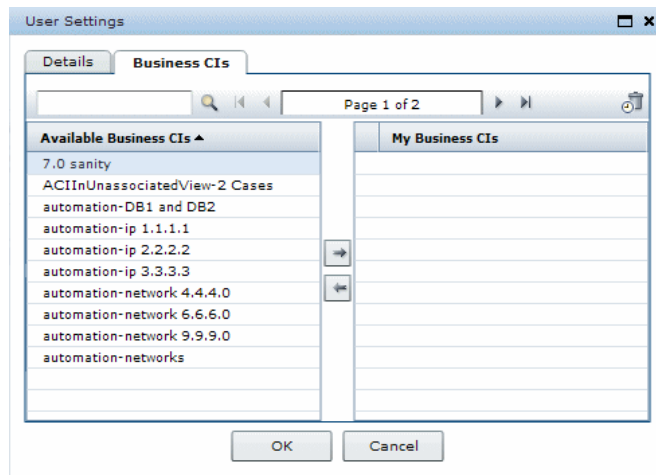 User Settings
Details
Business CIs
Page 1 of 2
Available Business CIs
My Business CIs
7.0 sanity
ACIInUnassociatedView-2 Cases
automation-DB1 and DB2
automation-ip 1.1.1.1
automation-ip 2.2.2.2
automation-ip 3.3.3.3
automation-network 4.4.4.0
automation-network 6.6.6.0
automation-network 9.9.9.0
automation-networks
OK
Cancel